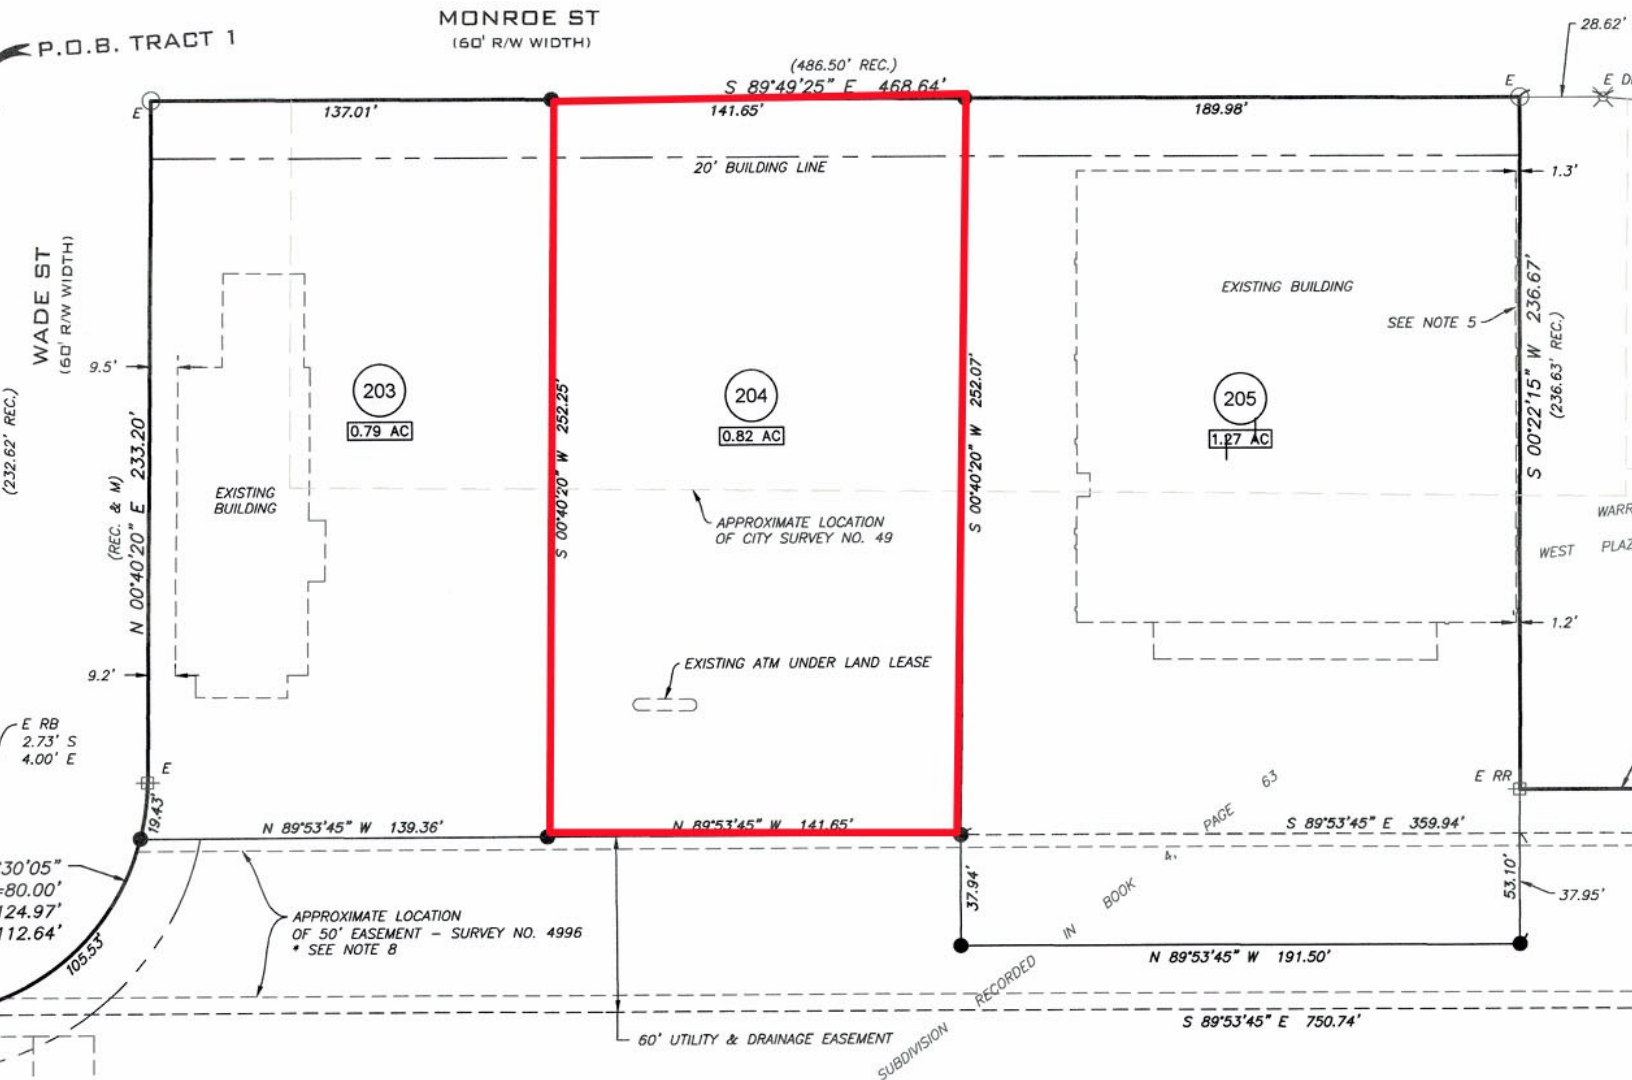 P.O.B. TRACT 1
MONROE ST
(60' R/W WIDTH)
(486.50' REC.)
S 89°49'25" E 468.64'
28.62'
E
137.01'
141.65'
189.98'
E
E
20' BUILDING LINE
1.3'
WADE ST
(60' R/W WIDTH)
(232.62' REC.)
9.5'
N 00°40'20" E 233.20'
(REC. & M)
203
0.79 AC
EXISTING
BUILDING
9.2'
S 00°40'20" W 252.25'
204
0.82 AC
APPROXIMATE LOCATION
OF CITY SURVEY NO. 49
EXISTING ATM UNDER LAND LEASE
S 00°40'20" W 252.07'
EXISTING BUILDING
SEE NOTE 5
205
1.27 AC
S 00°22'15" W 236.67'
(236.63' REC.)
WEST
1.2'
E RB
2.73' S
4.00' E
E
19.43'
E RR
N 89°53'45" W 139.36'
N 89°53'45" W 141.65'
S 89°53'45" E 359.94'
30'05"
=80.00'
124.97'
112.64'
105.53'
APPROXIMATE LOCATION
OF 50' EASEMENT - SURVEY NO. 4996
* SEE NOTE 8
37.94'
53.10'
37.95'
N 89°53'45" W 191.50'
SUBDIVISION RECORDED IN BOOK 4, PAGE 63
S 89°53'45" E 750.74'
60' UTILITY & DRAINAGE EASEMENT